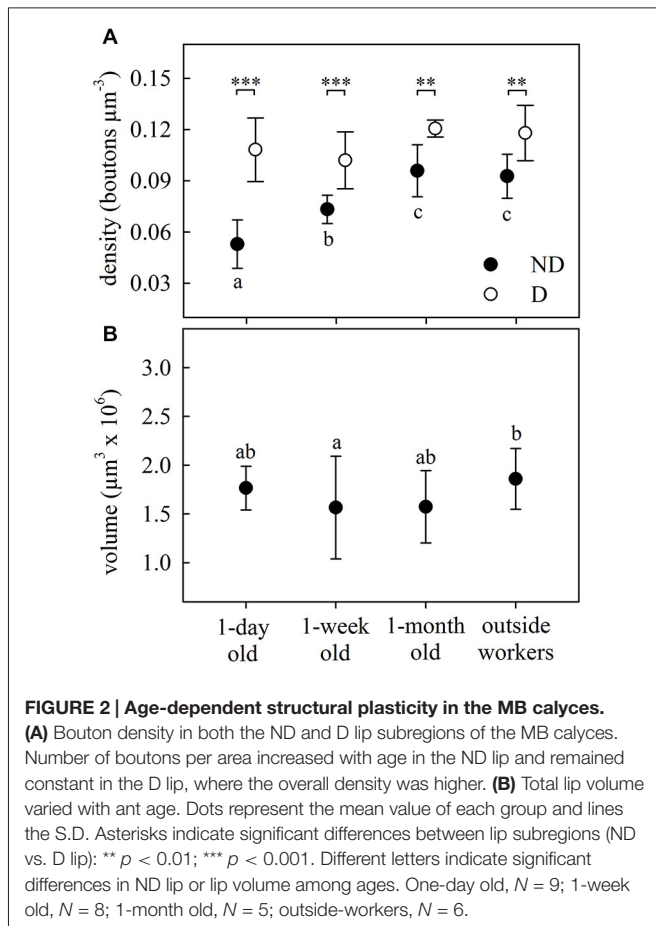 A
*** *** ** **
0.15
0.12
0.09
0.06
0.03
density (boutons µm⁻³)
a
b
c
c
ND
D
B
3.0
2.5
2.0
1.5
1.0
volume (µm³ x 10⁶)
ab
a
ab
b
1-day
old
1-week
old
1-month
old
outside
workers
FIGURE 2 | Age-dependent structural plasticity in the MB calyces.
(A) Bouton density in both the ND and D lip subregions of the MB calyces.
Number of boutons per area increased with age in the ND lip and remained
constant in the D lip, where the overall density was higher. (B) Total lip volume
varied with ant age. Dots represent the mean value of each group and lines
the S.D. Asterisks indicate significant differences between lip subregions (ND
vs. D lip): ** p < 0.01; *** p < 0.001. Different letters indicate significant
differences in ND lip or lip volume among ages. One-day old, N = 9; 1-week
old, N = 8; 1-month old, N = 5; outside-workers, N = 6.